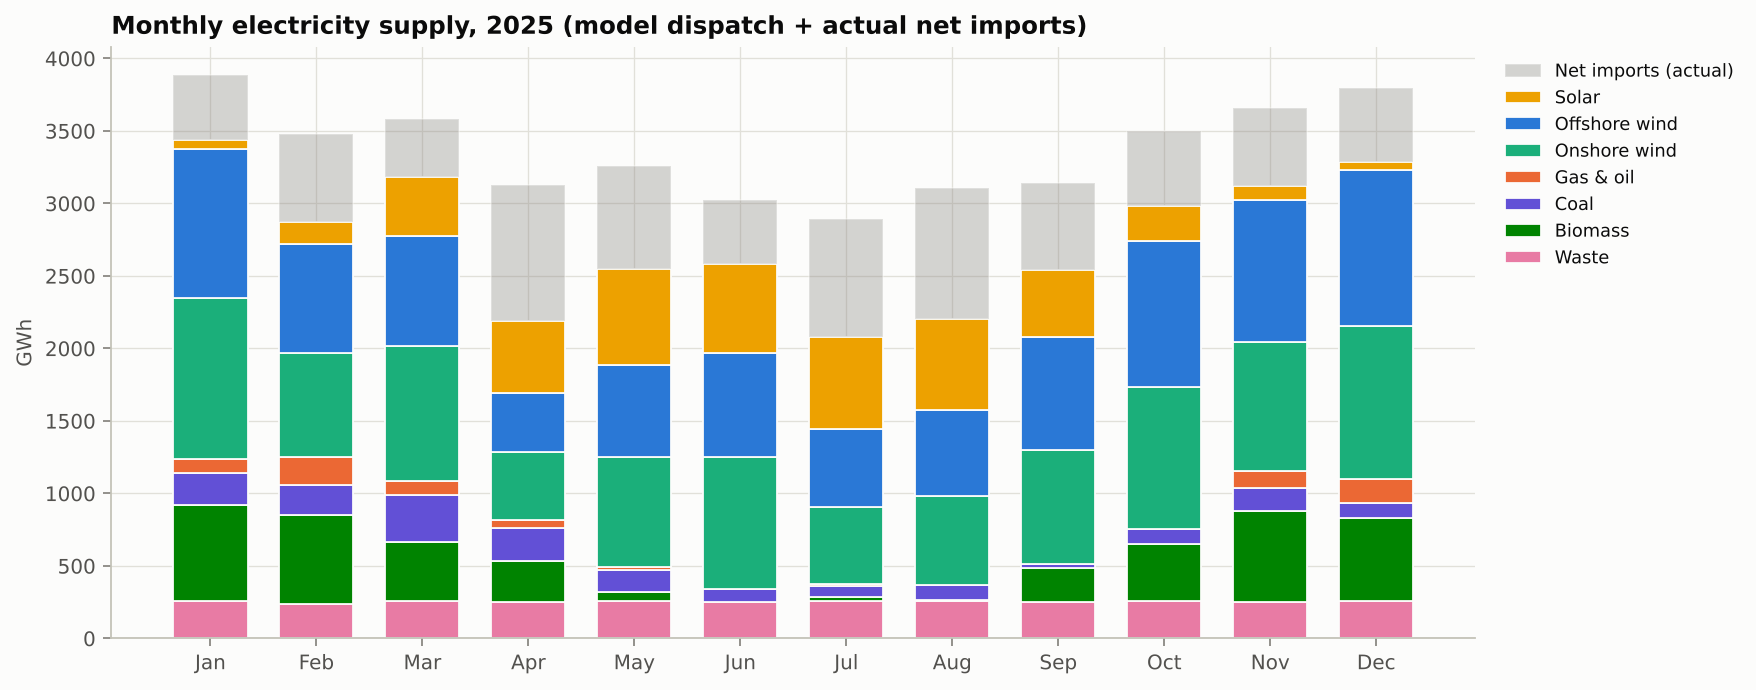 Monthly electricity supply, 2025 (model dispatch + actual net imports)
GWh
4000
3500
3000
2500
2000
1500
1000
500
0
Jan Feb Mar Apr May Jun Jul Aug Sep Oct Nov Dec
Net imports (actual)
Solar
Offshore wind
Onshore wind
Gas & oil
Coal
Biomass
Waste